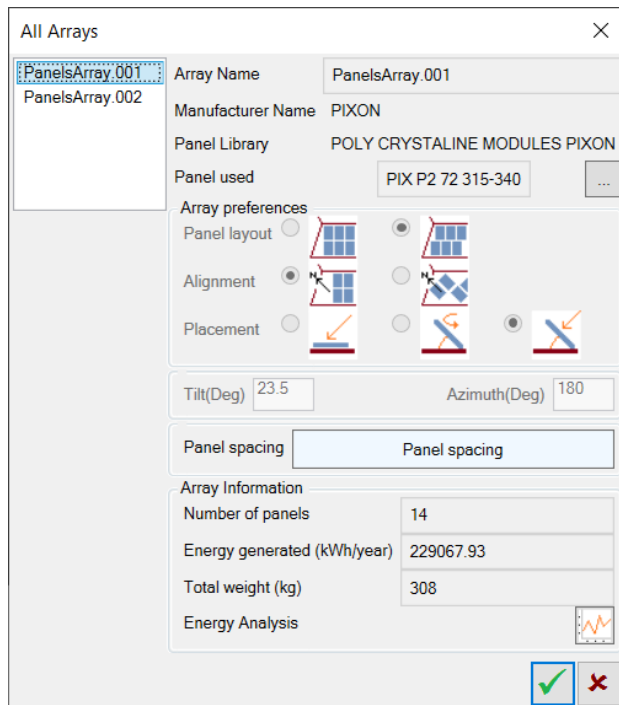 All Arrays
PanelsArray.001
PanelsArray.002
Array Name PanelsArray.001
Manufacturer Name PIXON
Panel Library POLY CRYSTALINE MODULES PIXON
Panel used PIX P2 72 315-340 ...
Array preferences
Panel layout
Alignment N N
Placement
Tilt(Deg) 23.5 Azimuth(Deg) 180
Panel spacing Panel spacing
Array Information
Number of panels 14
Energy generated (kWh/year) 229067.93
Total weight (kg) 308
Energy Analysis